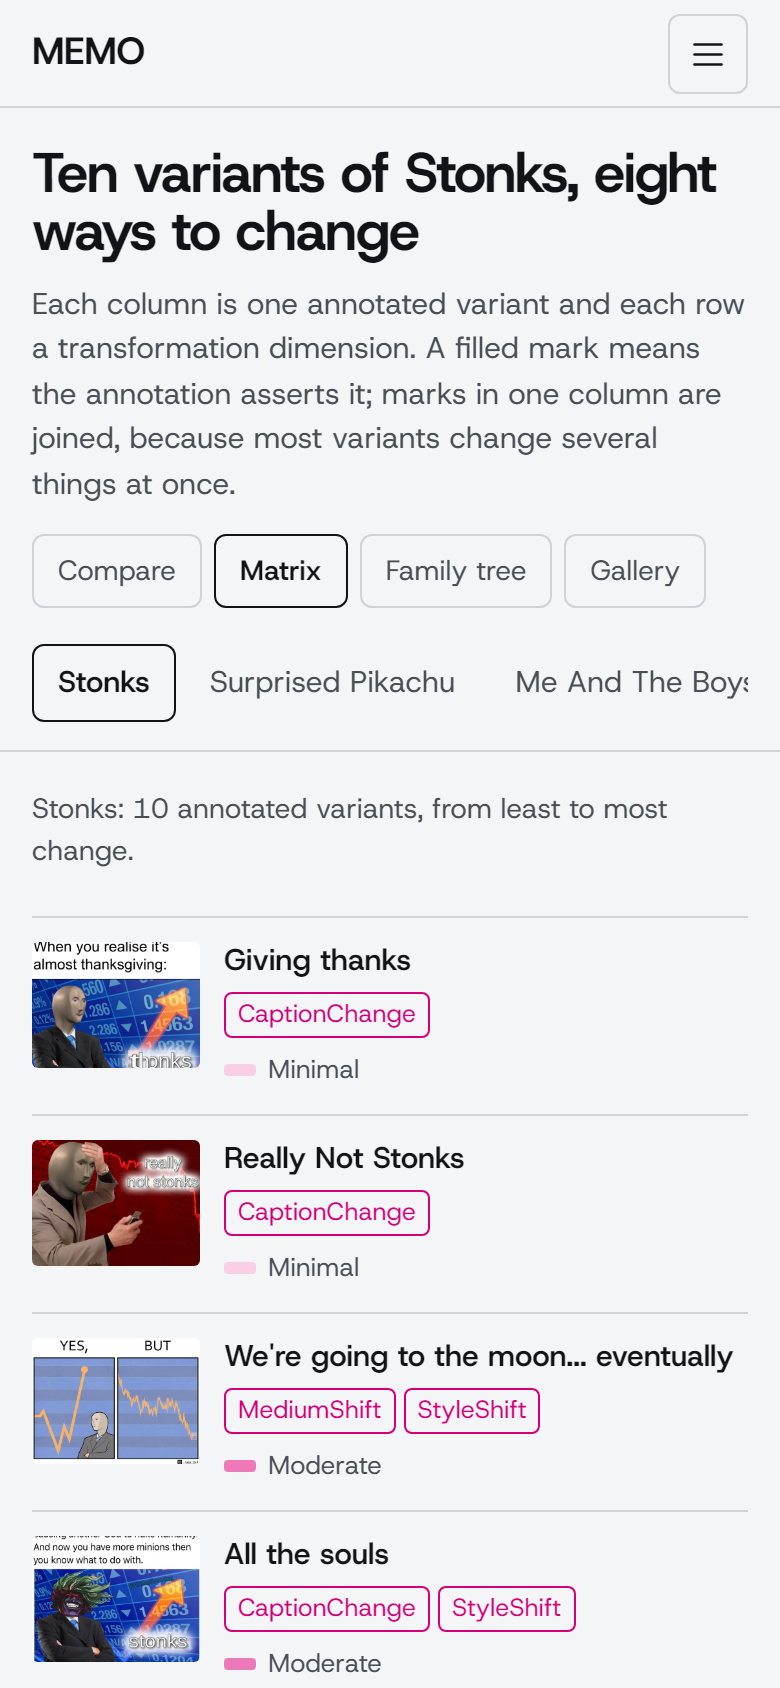 MEMO
Ten variants of Stonks, eight
ways to change
Each column is one annotated variant and each row
a transformation dimension. A filled mark means
the annotation asserts it; marks in one column are
joined, because most variants change several
things at once.
Compare Matrix Family tree Gallery
Stonks Surprised Pikachu Me And The Boys
Stonks: 10 annotated variants, from least to most
change.
When you realise it's
almost thanksgiving:
thonks
Giving thanks
CaptionChange
Minimal
really
not stonks
Really Not Stonks
CaptionChange
Minimal
YES, BUT
We're going to the moon... eventually
MediumShift StyleShift
Moderate
And now you have more minions then
you know what to do with.
stonks
All the souls
CaptionChange StyleShift
Moderate